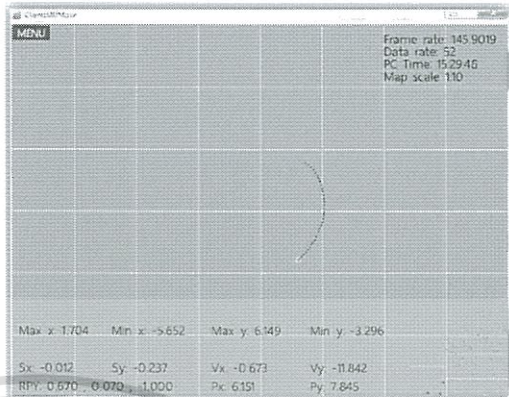 MENU
Frame rate: 145.9019
Data rate: 52
PC Time: 15:29:46
Map scale 1:10
Max x: 1.704 Min x: -5.652 Max y: 6.149 Min y: -3.296
Sx: -0.012 Sy: -0.237 Vx: -0.673 Vy: -11.842
RPY: 0.670 , 0.070 , -1.000 Px: 6.151 Py: 7.845